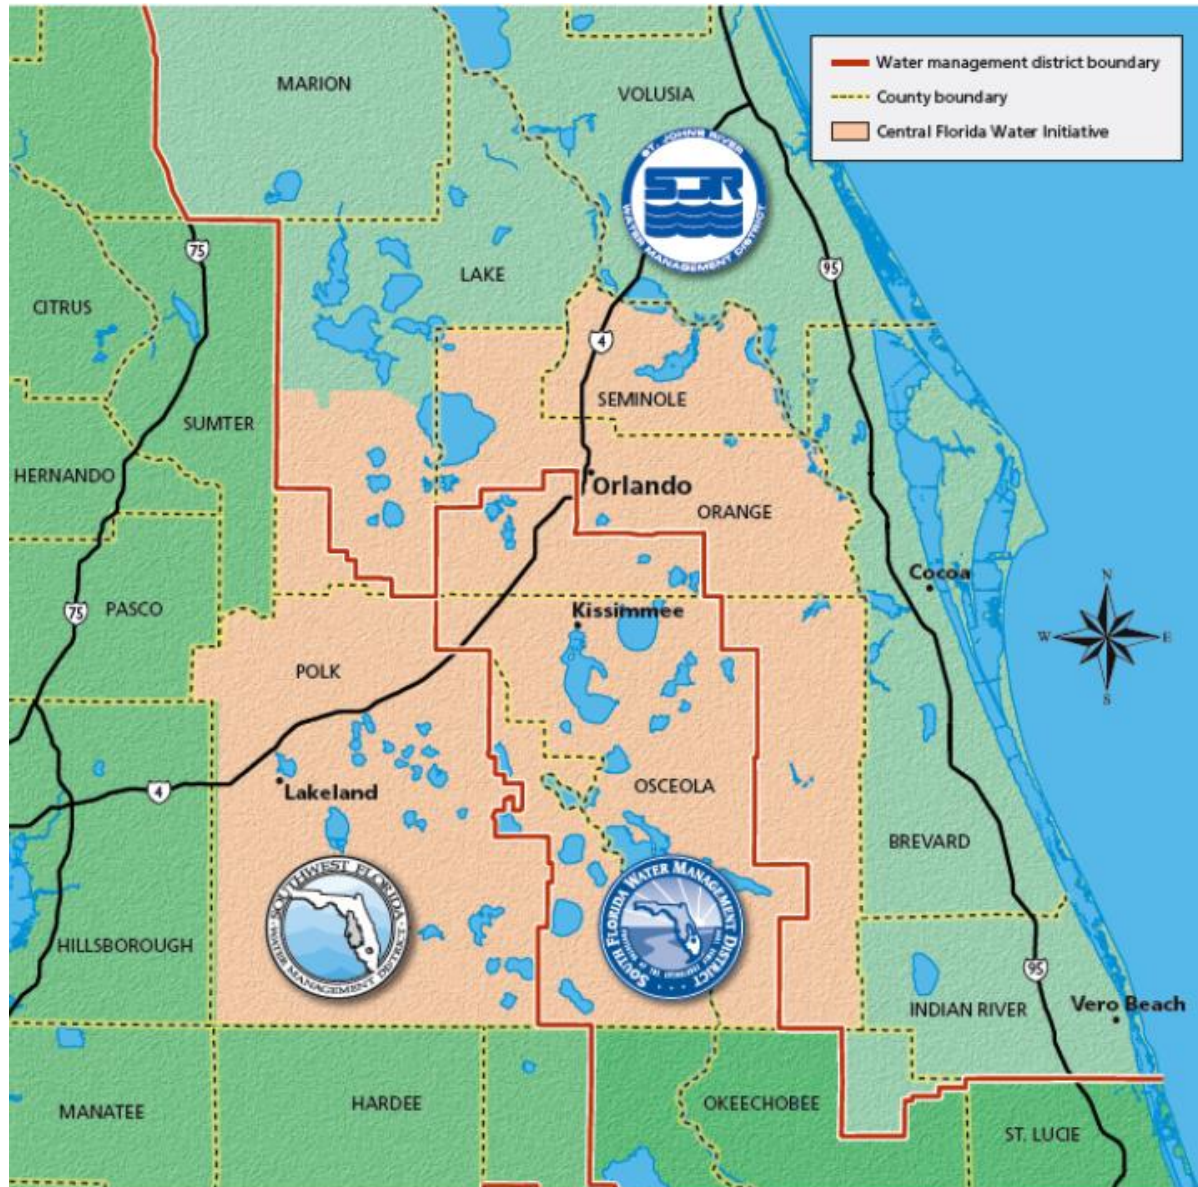 Water management district boundary
County boundary
Central Florida Water Initiative
MARION
VOLUSIA
ST. JOHNS RIVER
SJR
WATER MANAGEMENT DISTRICT
75
LAKE
95
CITRUS
4
SEMINOLE
SUMTER
HERNANDO
Orlando
ORANGE
Cocoa
N
W E
S
75
PASCO
Kissimmee
POLK
OSCEOLA
4
Lakeland
BREVARD
SOUTHWEST FLORIDA
WATER MANAGEMENT DISTRICT
SOUTH FLORIDA WATER MANAGEMENT DISTRICT
HILLSBOROUGH
95
INDIAN RIVER
Vero Beach
MANATEE
HARDEE
OKEECHOBEE
ST. LUCIE